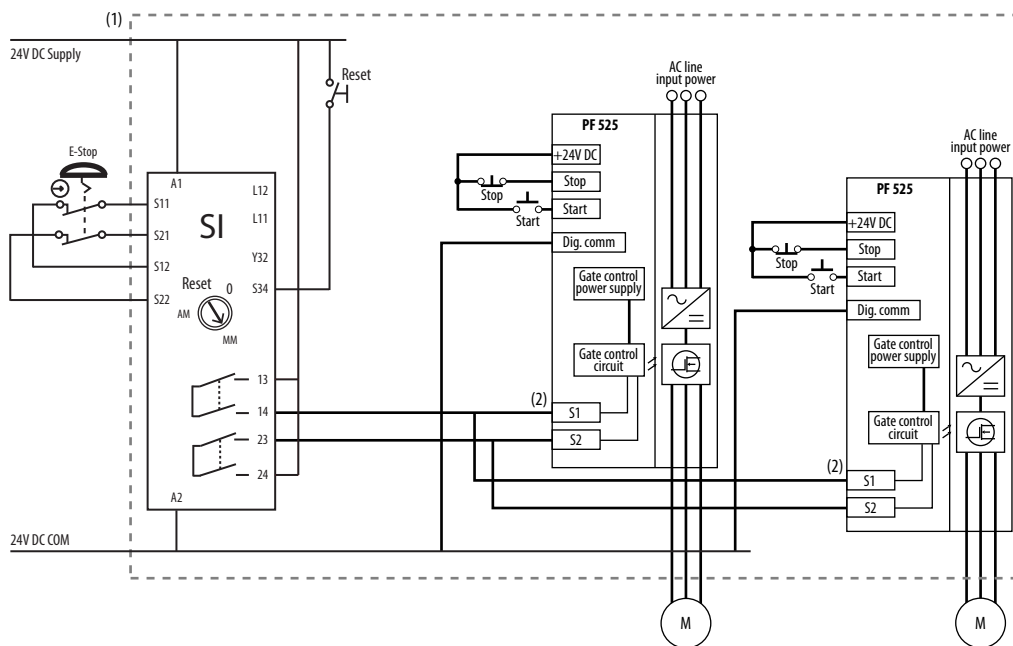 (1)
24V DC Supply
Reset
E-Stop
A1
S11
S21
S12
S22
SI
L12
L11
Y32
S34
Reset
0
AM
MM
13
14
23
24
A2
24V DC COM
AC line
input power
PF 525
+24V DC
Stop
Stop
Start
Start
Dig. comm
Gate control
power supply
Gate control
circuit
(2)
S1
S2
M
AC line
input power
PF 525
+24V DC
Stop
Stop
Start
Start
Dig. comm
Gate control
power supply
Gate control
circuit
(2)
S1
S2
M